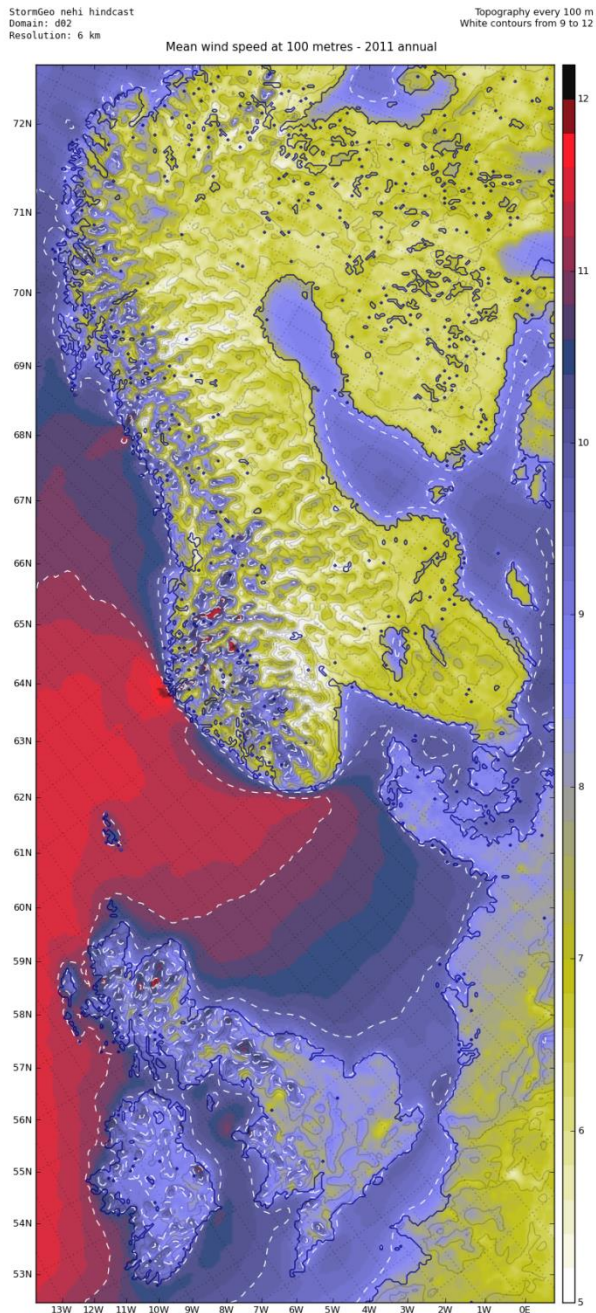 StormGeo nehi hindcast
Domain: d02
Resolution: 6 km
Topography every 100 m
White contours from 9 to 12
Mean wind speed at 100 metres - 2011 annual
72N
71N
70N
69N
68N
67N
66N
65N
64N
63N
62N
61N
60N
59N
58N
57N
56N
55N
54N
53N
13W 12W 11W 10W 9W 8W 7W 6W 5W 4W 3W 2W 1W 0E
12
11
10
9
8
7
6
5